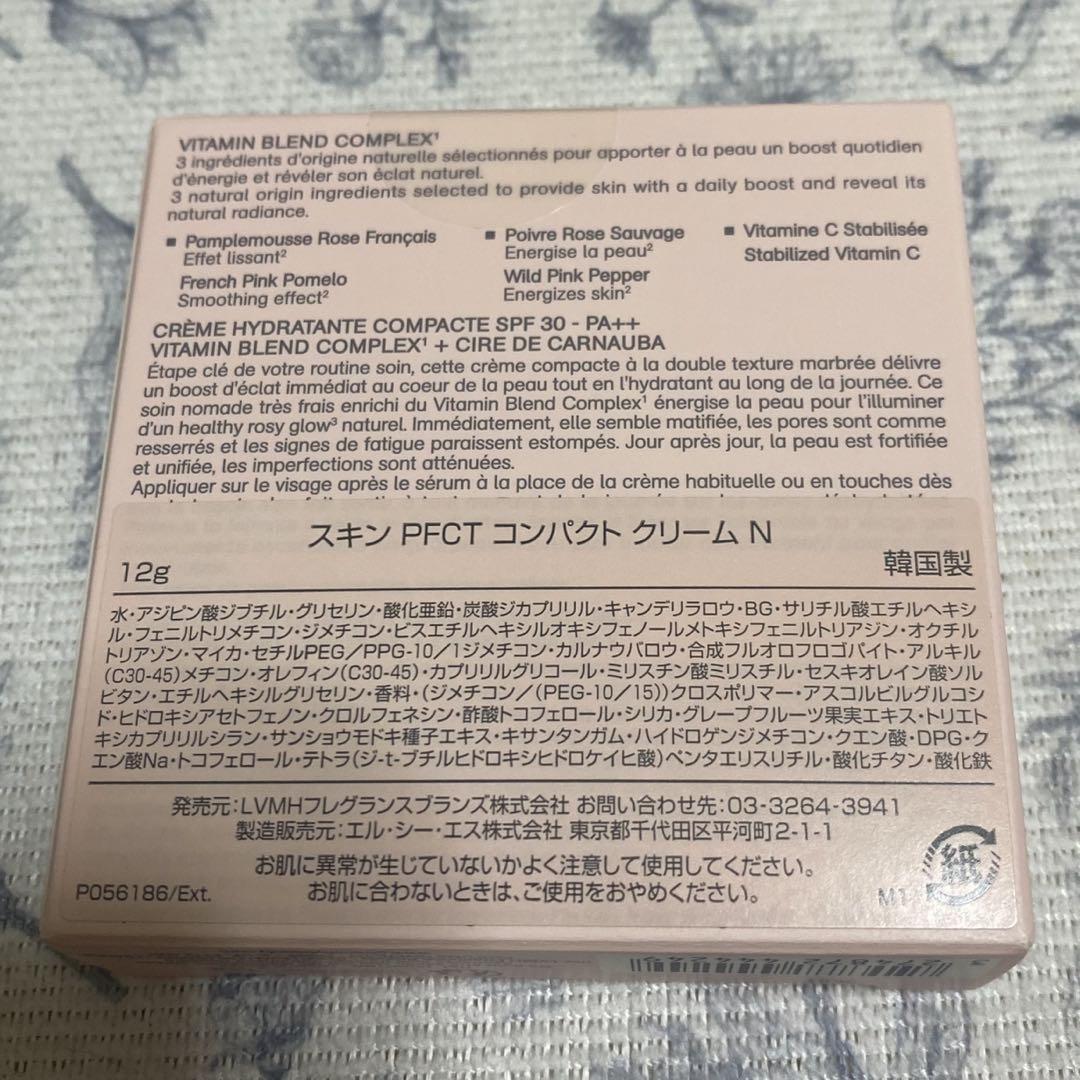 VITAMIN BLEND COMPLEX¹
3 ingrédients d'origine naturelle sélectionnés pour apporter à la peau un boost quotidien
d'énergie et révéler son éclat naturel.
3 natural origin ingredients selected to provide skin with a daily boost and reveal its
natural radiance.
■ Pamplemousse Rose Français ■ Poivre Rose Sauvage ■ Vitamine C Stabilisée
Effet lissant² Energise la peau² Stabilized Vitamin C
French Pink Pomelo Wild Pink Pepper
Smoothing effect² Energizes skin²
CRÈME HYDRATANTE COMPACTE SPF 30 - PA++
VITAMIN BLEND COMPLEX¹ + CIRE DE CARNAUBA
Étape clé de votre routine soin, cette crème compacte à la double texture marbrée délivre
un boost d'éclat immédiat au coeur de la peau tout en l'hydratant au long de la journée. Ce
soin nomade très frais enrichi du Vitamin Blend Complex¹ énergise la peau pour l'illuminer
d'un healthy rosy glow³ naturel. Immédiatement, elle semble matifiée, les pores sont comme
resserrés et les signes de fatigue paraissent estompés. Jour après jour, la peau est fortifiée
et unifiée, les imperfections sont atténuées.
Appliquer sur le visage après le sérum à la place de la crème habituelle ou en touches dès
スキン PFCT コンパクト クリーム N
12g 韓国製
水・アジピン酸ジブチル・グリセリン・酸化亜鉛・炭酸ジカプリリル・キャンデリラロウ・BG・サリチル酸エチルヘキシ
ル・フェニルトリメチコン・ジメチコン・ビスエチルヘキシルオキシフェノールメトキシフェニルトリアジン・オクチル
トリアゾン・マイカ・セチルPEG／PPG-10／1ジメチコン・カルナウバロウ・合成フルオロフロゴパイト・アルキル
(C30-45)メチコン・オレフィン(C30-45)・カプリリルグリコール・ミリスチン酸ミリスチル・セスキオレイン酸ソル
ビタン・エチルヘキシルグリセリン・香料・(ジメチコン／(PEG-10／15))クロスポリマー・アスコルビルグルコシ
ド・ヒドロキシアセトフェノン・クロルフェネシン・酢酸トコフェロール・シリカ・グレープフルーツ果実エキス・トリエト
キシカプリリルシラン・サンショウモドキ種子エキス・キサンタンガム・ハイドロゲンジメチコン・クエン酸・DPG・ク
エン酸Na・トコフェロール・テトラ(ジ-t-ブチルヒドロキシヒドロケイヒ酸)ペンタエリスリチル・酸化チタン・酸化鉄
発売元：LVMHフレグランスブランズ株式会社 お問い合わせ先：03-3264-3941
製造販売元：エル・シー・エス株式会社 東京都千代田区平河町2-1-1
お肌に異常が生じていないかよく注意して使用してください。
P056186/Ext. お肌に合わないときは、ご使用をおやめください。 M1 紙